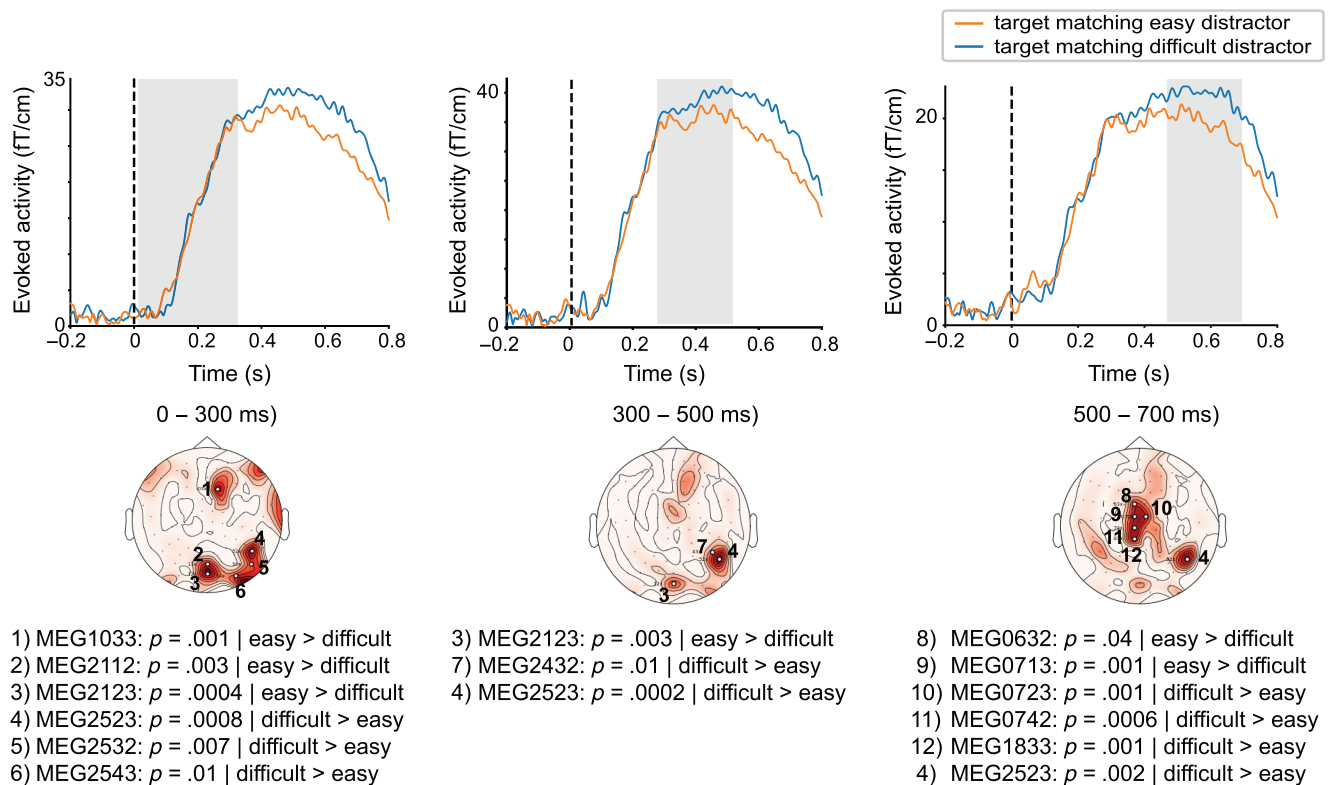 target matching easy distractor
target matching difficult distractor
35
0
Evoked activity (fT/cm)
–0.2 0 0.2 0.4 0.6 0.8
Time (s)
40
0
Evoked activity (fT/cm)
–0.2 0 0.2 0.4 0.6 0.8
Time (s)
20
0
Evoked activity (fT/cm)
–0.2 0 0.2 0.4 0.6 0.8
Time (s)
0 – 300 ms)
1
2
3
4
5
6
300 – 500 ms)
7
4
3
500 – 700 ms)
8
9
10
11
12
4
1) MEG1033: p = .001 | easy > difficult
2) MEG2112: p = .003 | easy > difficult
3) MEG2123: p = .0004 | easy > difficult
4) MEG2523: p = .0008 | difficult > easy
5) MEG2532: p = .007 | difficult > easy
6) MEG2543: p = .01 | difficult > easy
3) MEG2123: p = .003 | easy > difficult
7) MEG2432: p = .01 | difficult > easy
4) MEG2523: p = .0002 | difficult > easy
8) MEG0632: p = .04 | easy > difficult
9) MEG0713: p = .001 | easy > difficult
10) MEG0723: p = .001 | difficult > easy
11) MEG0742: p = .0006 | difficult > easy
12) MEG1833: p = .001 | difficult > easy
4) MEG2523: p = .002 | difficult > easy